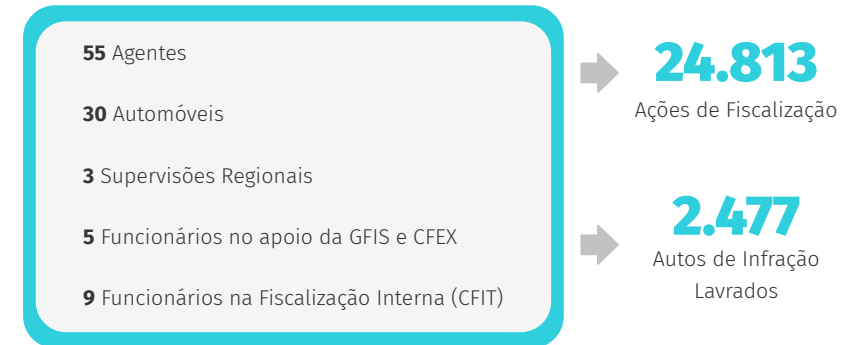 55 Agentes
30 Automóveis
3 Supervisões Regionais
5 Funcionários no apoio da GFIS e CFEX
9 Funcionários na Fiscalização Interna (CFIT)
24.813
Ações de Fiscalização
2.477
Autos de Infração
Lavrados